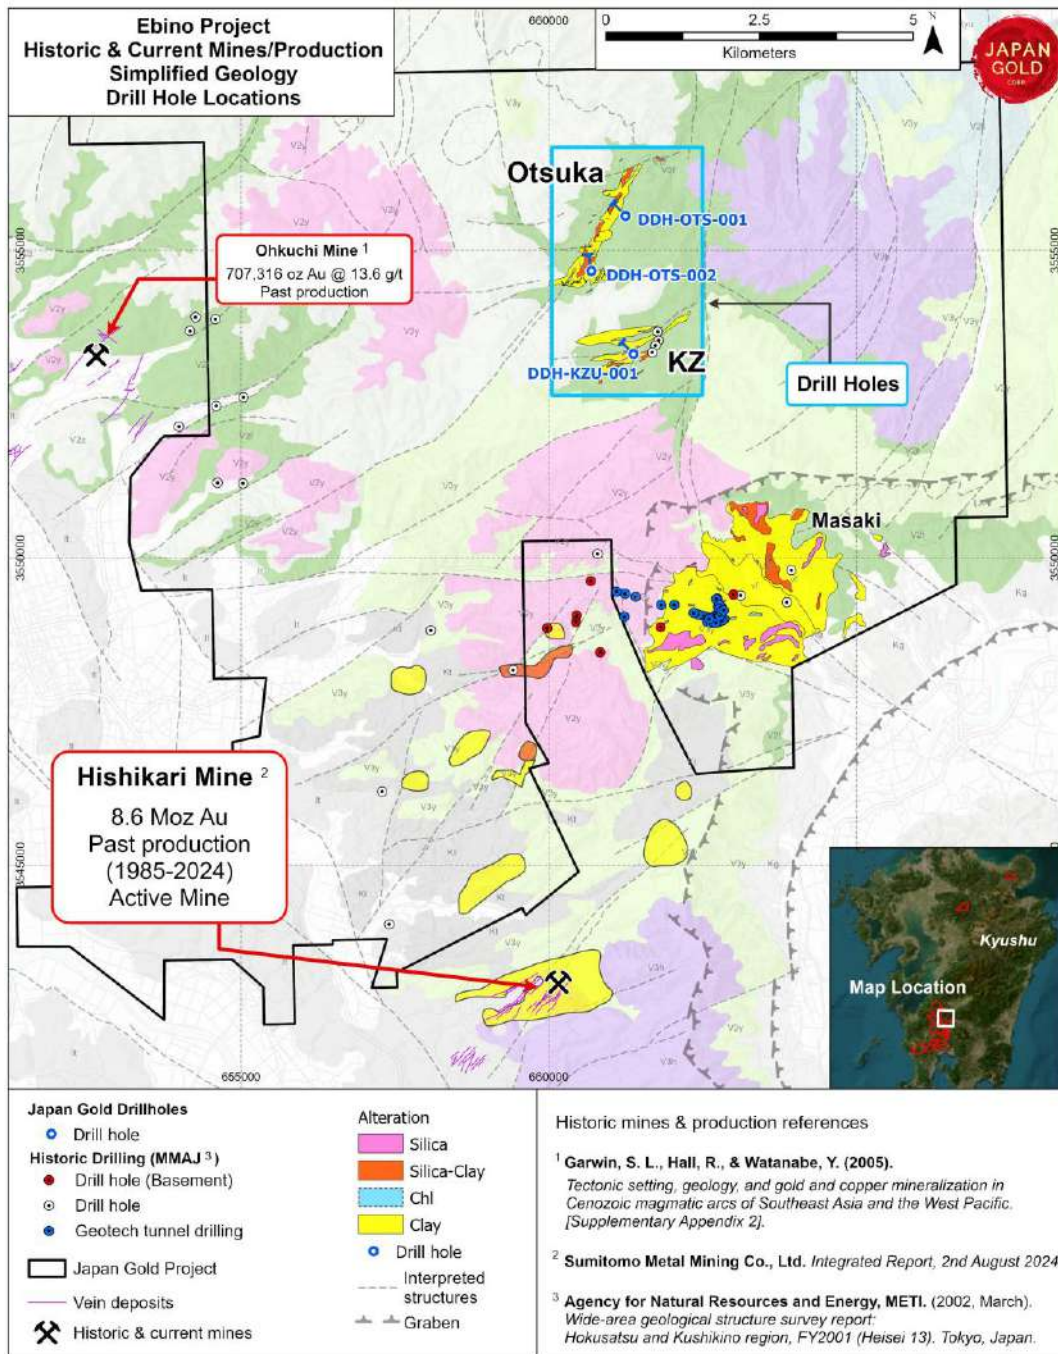 Ebino Project
Historic & Current Mines/Production
Simplified Geology
Drill Hole Locations
660000
0 2.5 5
Kilometers
N
JAPAN
GOLD
CORP.
Otsuka
DDH-OTS-001
DDH-OTS-002
DDH-KZU-001
KZ
Drill Holes
Ohkuchi Mine 1
707,316 oz Au @ 13.6 g/t
Past production
3555000
3555000
Masaki
3550000
3550000
Hishikari Mine 2
8.6 Moz Au
Past production
(1985-2024)
Active Mine
3545000
Kyushu
Map Location
655000
660000
V3y
V2y
V2y
V3y
V2y
Kt
Kg
V3h
It
Japan Gold Drillholes
Drill hole
Historic Drilling (MMAJ 3)
Drill hole (Basement)
Drill hole
Geotech tunnel drilling
Japan Gold Project
Vein deposits
Historic & current mines
Alteration
Silica
Silica-Clay
Chl
Clay
Drill hole
Interpreted
structures
Graben
Historic mines & production references
1 Garwin, S. L., Hall, R., & Watanabe, Y. (2005).
Tectonic setting, geology, and gold and copper mineralization in
Cenozoic magmatic arcs of Southeast Asia and the West Pacific.
[Supplementary Appendix 2].
2 Sumitomo Metal Mining Co., Ltd. Integrated Report, 2nd August 2024
3 Agency for Natural Resources and Energy, METI. (2002, March).
Wide-area geological structure survey report:
Hokusatsu and Kushikino region, FY2001 (Heisei 13). Tokyo, Japan.